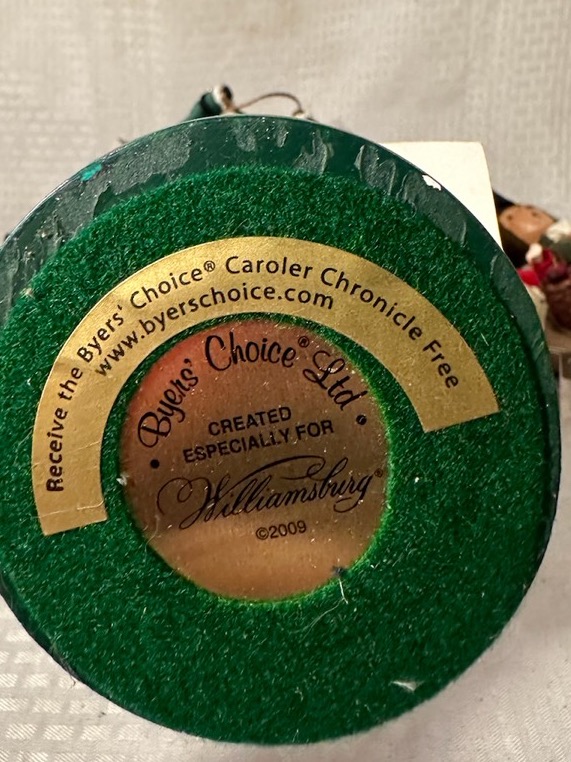 Receive the Byers' Choice® Caroler Chronicle Free
www.byerschoice.com
Byers' Choice® Ltd.
CREATED
ESPECIALLY FOR
Williamsburg®
©2009